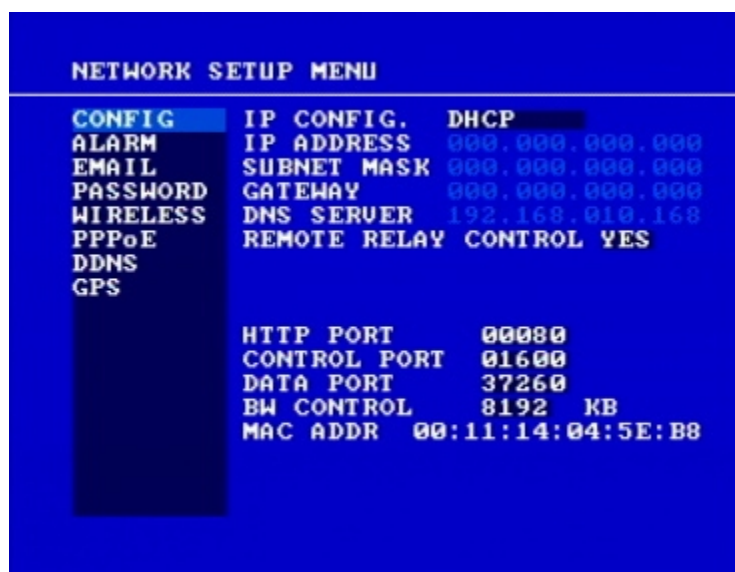 NETWORK SETUP MENU
CONFIG IP CONFIG. DHCP
ALARM IP ADDRESS 000.000.000.000
EMAIL SUBNET MASK 000.000.000.000
PASSWORD GATEWAY 000.000.000.000
WIRELESS DNS SERVER 192.168.010.168
PPPoE REMOTE RELAY CONTROL YES
DDNS
GPS
HTTP PORT 00080
CONTROL PORT 01600
DATA PORT 37260
BW CONTROL 8192 KB
MAC ADDR 00:11:14:04:5E:B8